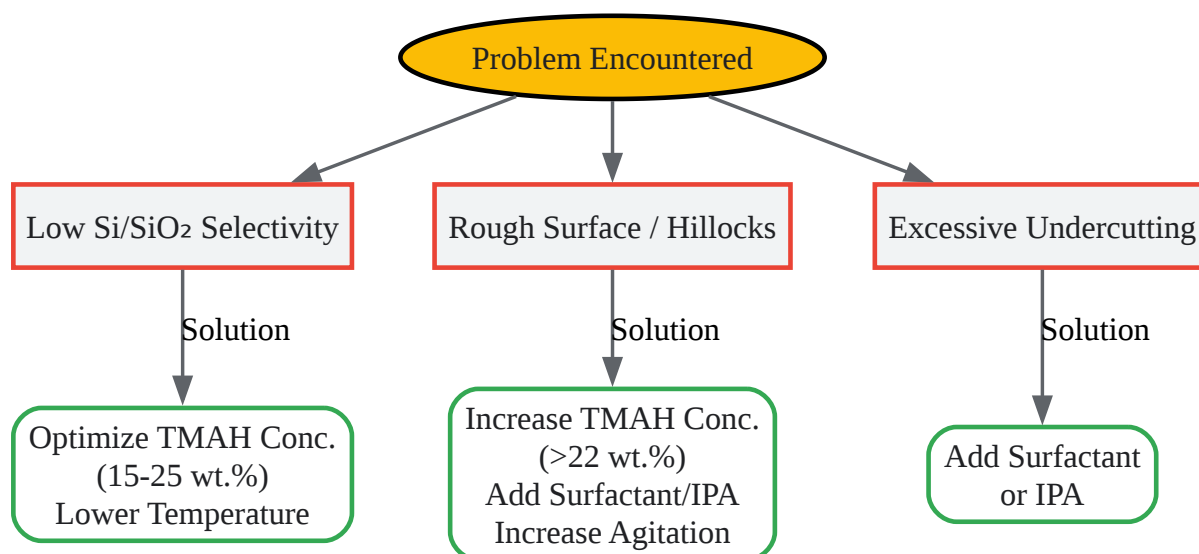 Problem Encountered
Low Si/SiO₂ Selectivity
Rough Surface / Hillocks
Excessive Undercutting
Solution
Solution
Solution
Optimize TMAH Conc.
(15-25 wt.%)
Lower Temperature
Increase TMAH Conc.
(>22 wt.%)
Add Surfactant/IPA
Increase Agitation
Add Surfactant
or IPA